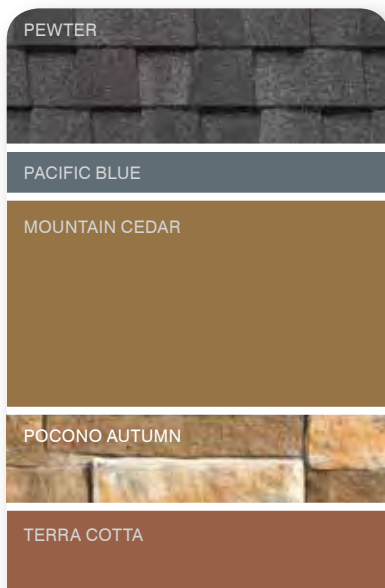 PEWTER
PACIFIC BLUE
MOUNTAIN CEDAR
POCONO AUTUMN
TERRA COTTA